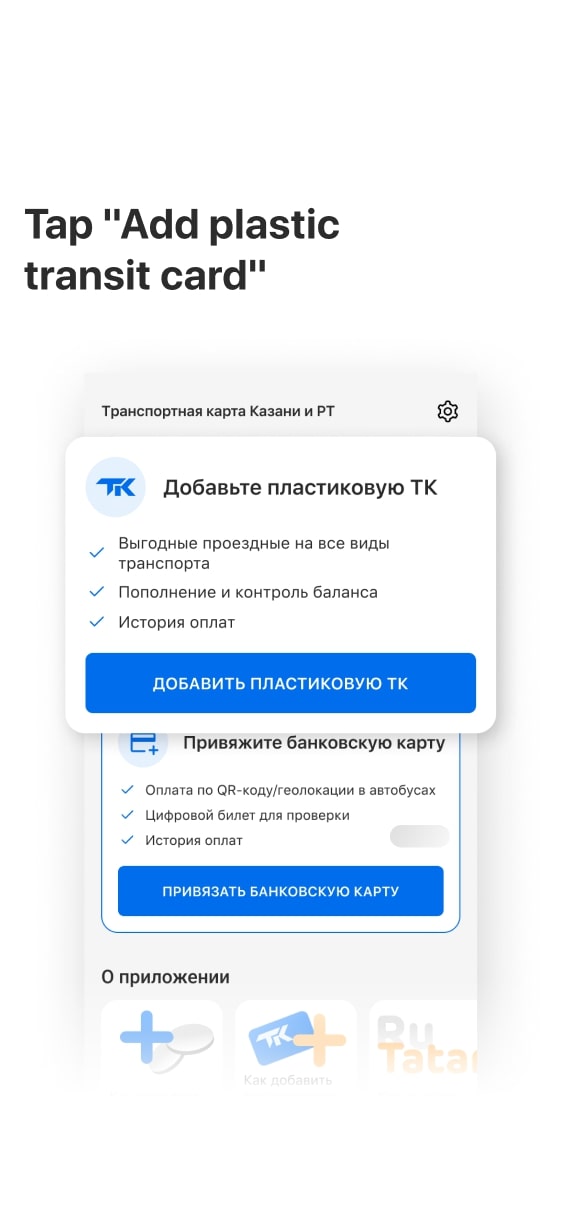 Tap "Add plastic
transit card"
Транспортная карта Казани и РТ
ТК
Добавьте пластиковую ТК
Выгодные проездные на все виды
транспорта
Пополнение и контроль баланса
История оплат
ДОБАВИТЬ ПЛАСТИКОВУЮ ТК
Привяжите банковскую карту
Оплата по QR-коду/геолокации в автобусах
Цифровой билет для проверки
История оплат
ПРИВЯЗАТЬ БАНКОВСКУЮ КАРТУ
О приложении
ТК
Ru
Tatar
Как добавить